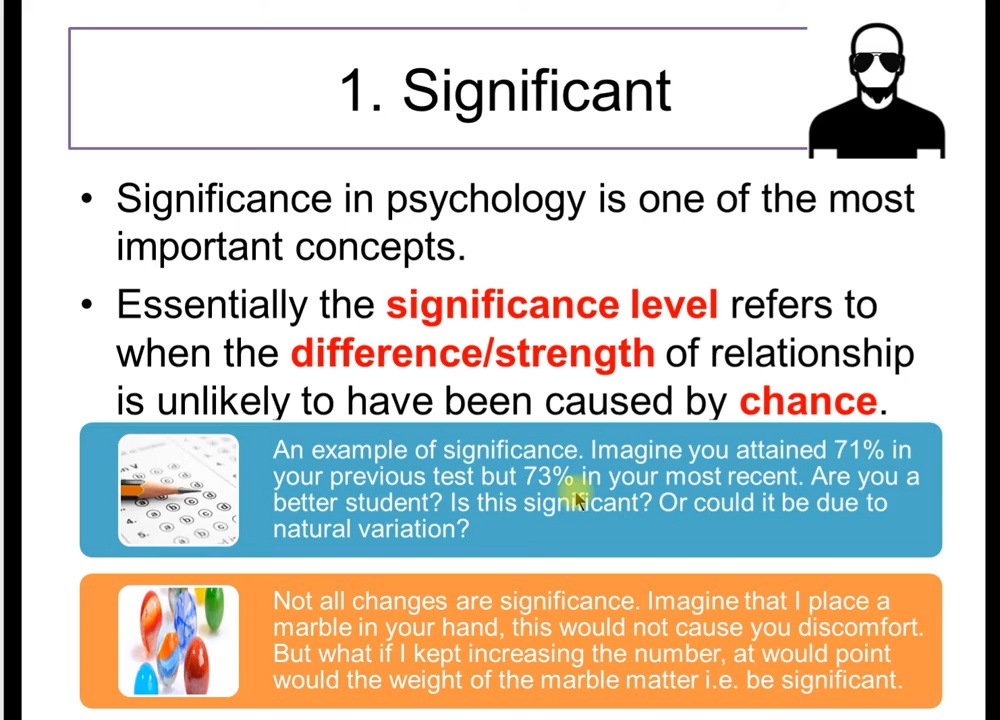 1. Significant
• Significance in psychology is one of the most
important concepts.
• Essentially the significance level refers to
when the difference/strength of relationship
is unlikely to have been caused by chance.
An example of significance. Imagine you attained 71% in
your previous test but 73% in your most recent. Are you a
better student? Is this significant? Or could it be due to
natural variation?
Not all changes are significance. Imagine that I place a
marble in your hand, this would not cause you discomfort.
But what if I kept increasing the number, at would point
would the weight of the marble matter i.e. be significant.